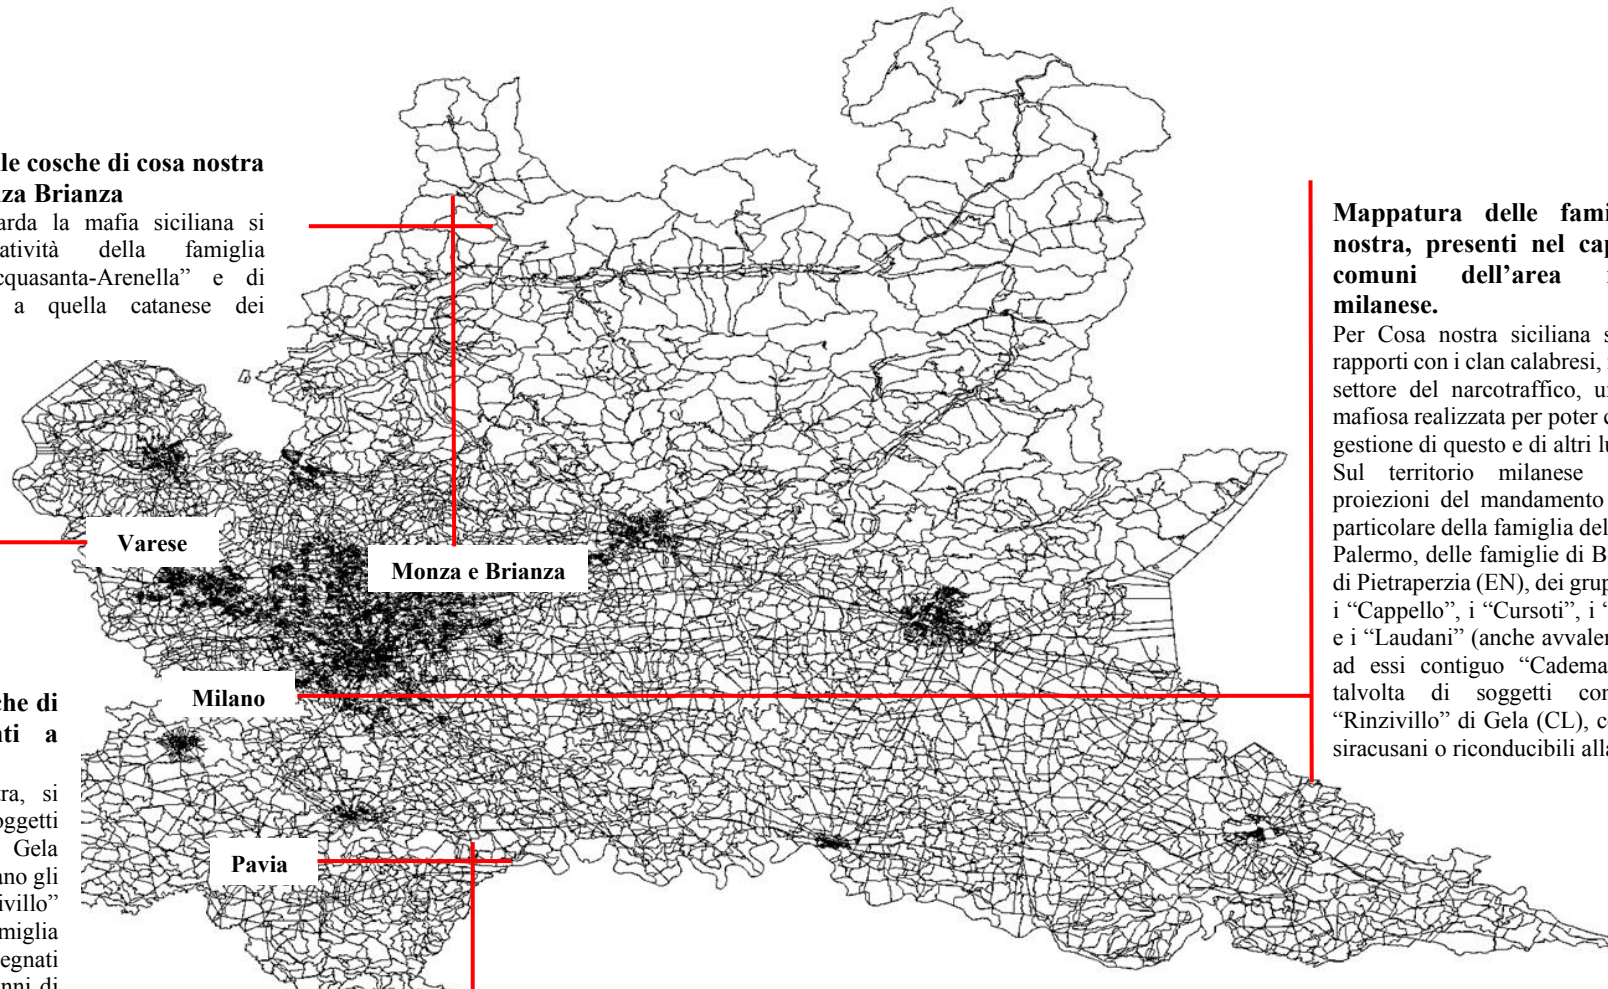 le cosche di cosa nostra
za Brianza
arda la mafia siciliana si
atività della famiglia
cquasanta-Arenella” e di
a quella catanese dei
Varese
Monza e Brianza
Milano
Pavia
che di
ti a
ra, si
oggetti
Gela
ano gli
ivillo”
miglia
egnati
nni di
Mappatura delle fami
nostra, presenti nel cap
comuni dell’area
milanese.
Per Cosa nostra siciliana s
rapporti con i clan calabresi,
settore del narcotraffico, u
mafiosa realizzata per poter
gestione di questo e di altri lu
Sul territorio milanese
proiezioni del mandamento
particolare della famiglia del
Palermo, delle famiglie di B
di Pietraperzia (EN), dei grup
i “Cappello”, i “Cursoti”, i “
e i “Laudani” (anche avvaler
ad essi contiguo “Cadema
talvolta di soggetti con
“Rinzivillo” di Gela (CL), c
siracusani o riconducibili alla